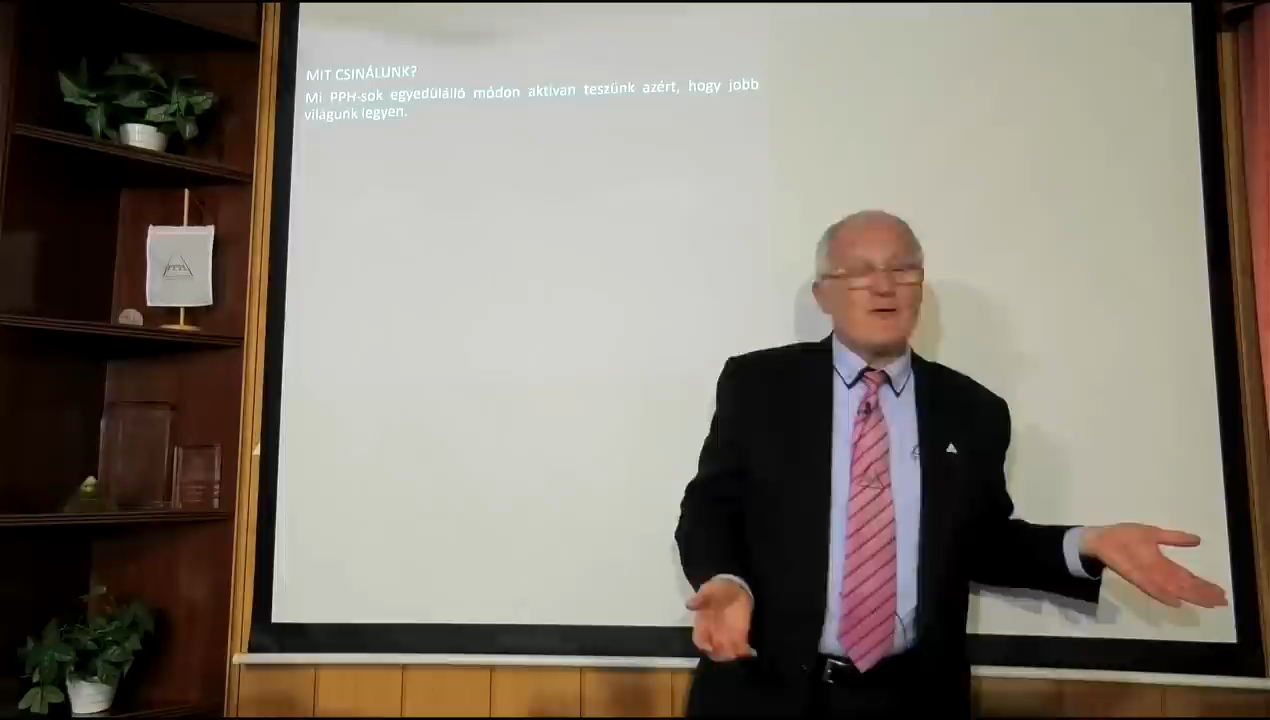 MIT CSINÁLUNK?
Mi PPH-sok egyedülálló módon aktívan teszünk azért, hogy jobb
világunk legyen.